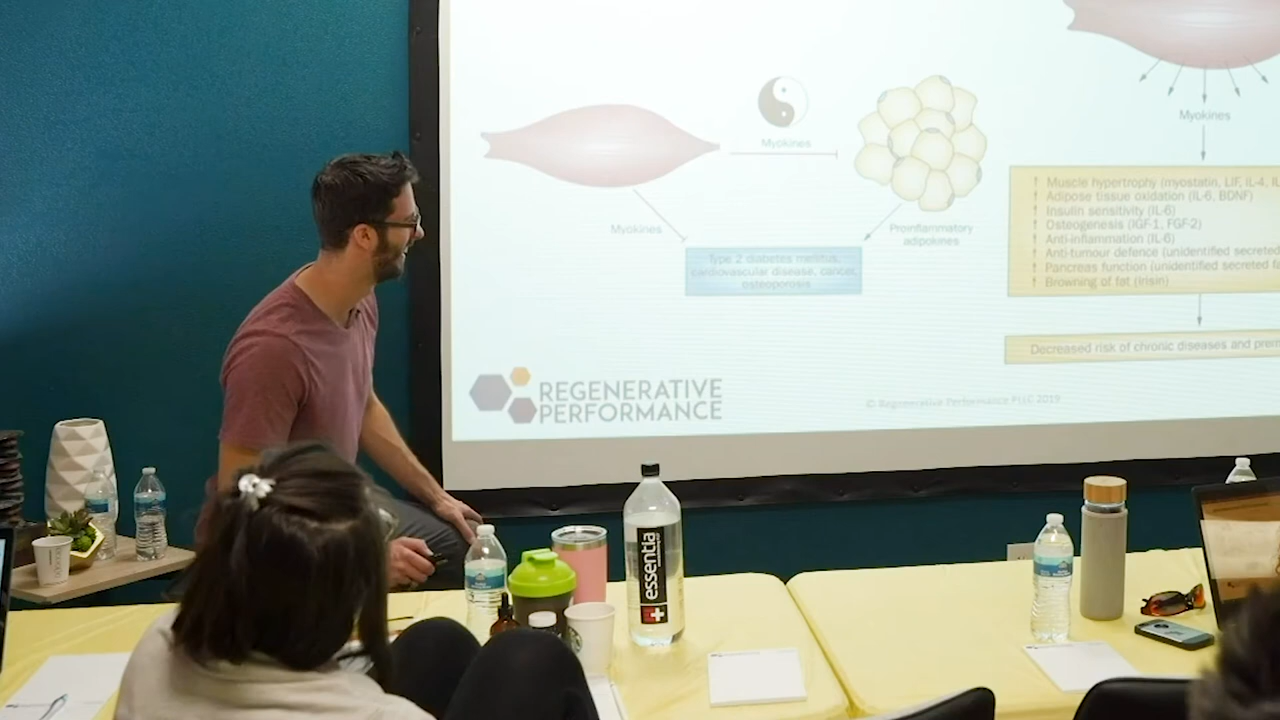 Myokines
Myokines
Proinflammatory
adipokines
Type 2 diabetes mellitus,
cardiovascular disease, cancer,
osteoporosis
Myokines
↑ Muscle hypertrophy (myostatin, LIF, IL-4, IL
↑ Adipose tissue oxidation (IL-6, BDNF)
↑ Insulin sensitivity (IL-6)
↑ Osteogenesis (IGF-1, FGF-2)
↑ Anti-inflammation (IL-6)
↑ Anti-tumour defence (unidentified secreted
↑ Pancreas function (unidentified secreted f
↑ Browning of fat (Irisin)
Decreased risk of chronic diseases and prem
REGENERATIVE
PERFORMANCE
© Regenerative Performance PLLC 2019
essentia